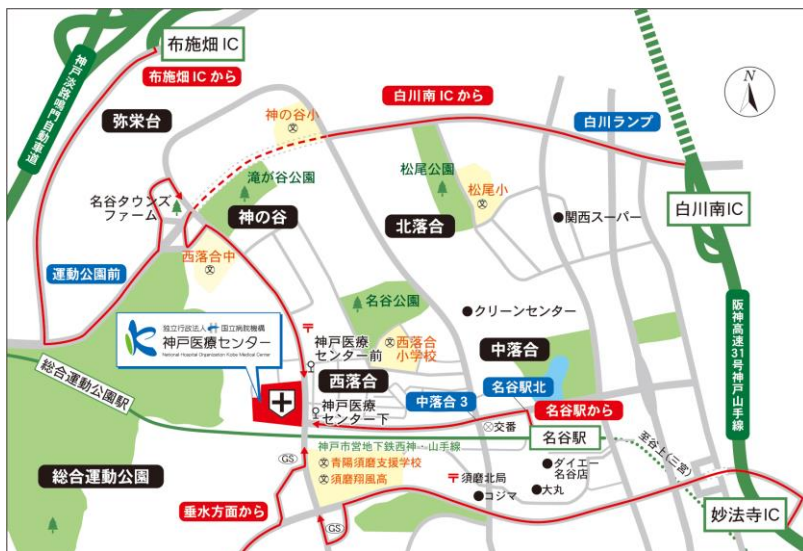 布施畑 IC
布施畑 IC から
神戸淡路鳴門自動車道
弥栄台
神の谷小
文
白川南 IC から
白川ランプ
N
滝が谷公園
松尾公園
松尾小
文
名谷タウンズ
ファーム
神の谷
北落合
関西スーパー
白川南IC
西落合中
文
運動公園前
名谷公園
クリーンセンター
独立行政法人 国立病院機構
神戸医療センター
National Hospital Organization Kobe Medical Center
〒
神戸医療
センター前
文
西落合
小学校
中落合
阪神高速31号神戸山手線
総合運動公園駅
西落合
中落合 3
名谷駅北
神戸医療
センター下
名谷駅から
交番
名谷駅
神戸市営地下鉄西神―山手線
至谷上(三宮)
GS
文 青陽須磨支援学校
文 須磨翔風高
総合運動公園
〒須磨北局
ダイエー
名谷店
コジマ
大丸
垂水方面から
GS
妙法寺IC